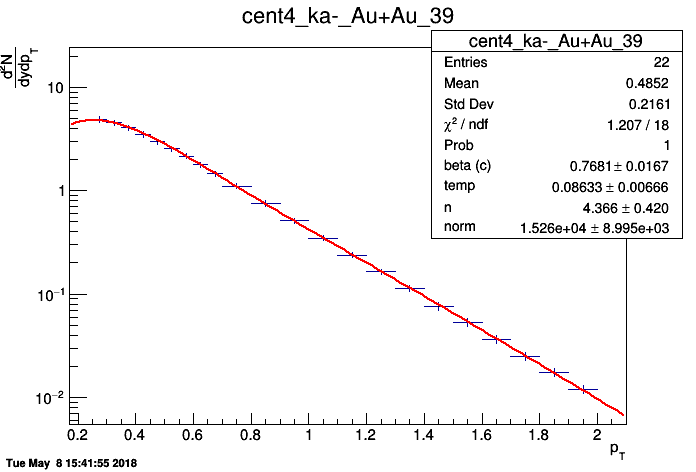 cent4_ka-_Au+Au_39
d²N
dydp_T
cent4_ka-_Au+Au_39
Entries 22
Mean 0.4852
Std Dev 0.2161
χ² / ndf 1.207 / 18
Prob 1
beta (c) 0.7681 ± 0.0167
temp 0.08633 ± 0.00666
n 4.366 ± 0.420
norm 1.526e+04 ± 8.995e+03
10
1
10⁻¹
10⁻²
0.2 0.4 0.6 0.8 1 1.2 1.4 1.6 1.8 2
p_T
Tue May 8 15:41:55 2018